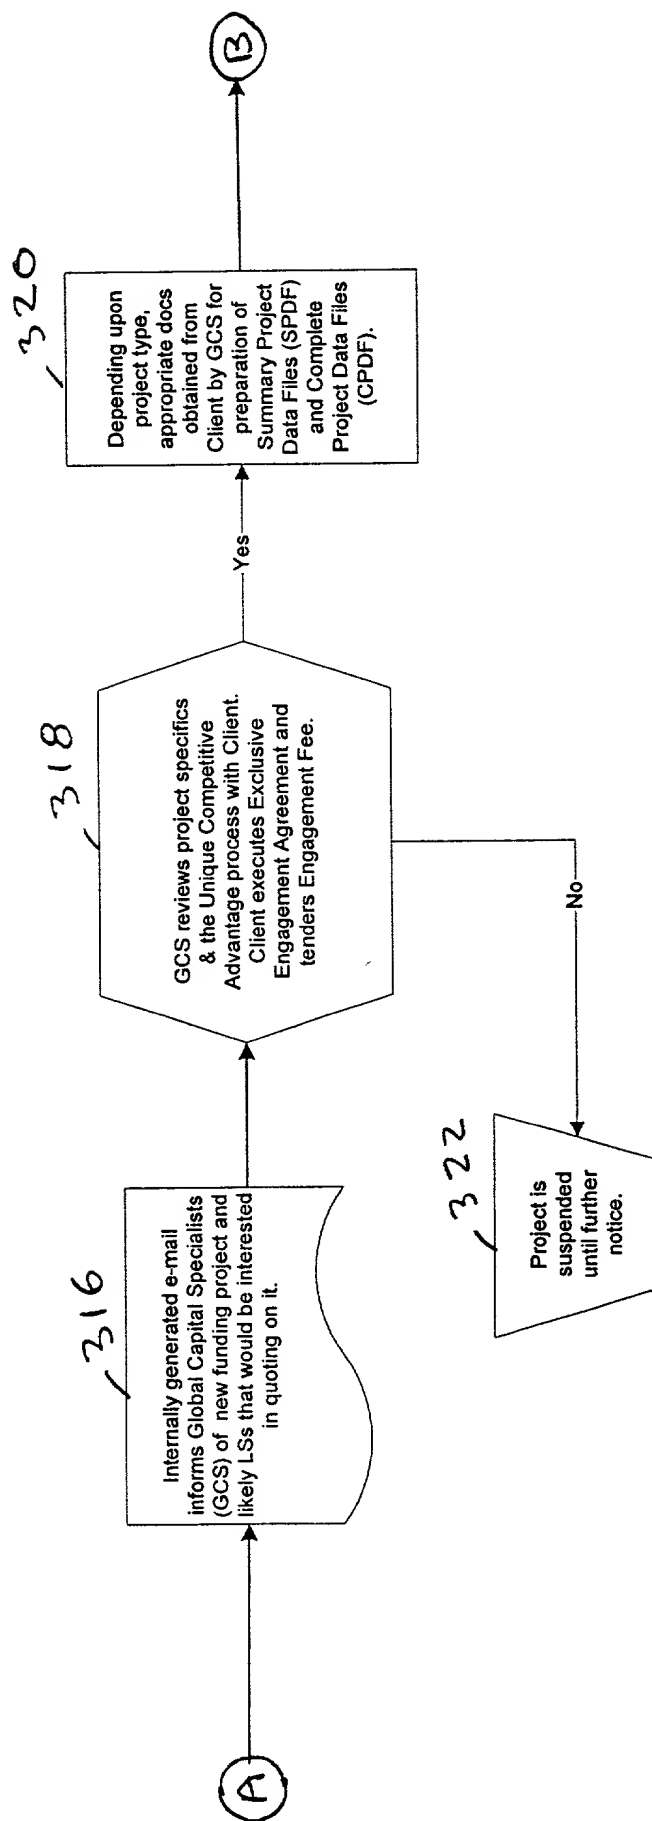 A
316
Internally generated e-mail
informs Global Capital Specialists
(GCS) of new funding project and
likely LSs that would be interested
in quoting on it.
318
GCS reviews project specifics
& the Unique Competitive
Advantage process with Client.
Client executes Exclusive
Engagement Agreement and
tenders Engagement Fee.
Yes
320
Depending upon
project type,
appropriate docs
obtained from
Client by GCS for
preparation of
Summary Project
Data Files (SPDF)
and Complete
Project Data Files
(CPDF).
B
No
322
Project is
suspended
until further
notice.